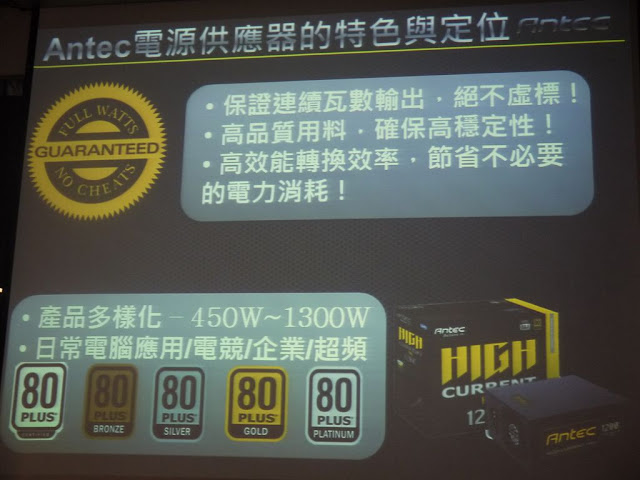 Antec電源供應器的特色與定位
Antec
FULL WATTS
GUARANTEED
NO CHEATS
・保證連續瓦數輸出，絕不虛標！
・高品質用料，確保高穩定性！
・高效能轉換效率，節省不必要
的電力消耗！
・產品多樣化－450W~1300W
・日常電腦應用/電競/企業/超頻
80 PLUS
80 PLUS BRONZE
80 PLUS SILVER
80 PLUS GOLD
80 PLUS PLATINUM
Antec
HIGH
HIGH
CURRENT
Antec 1200